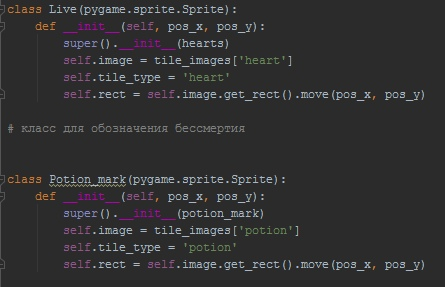 class Live(pygame.sprite.Sprite):
    def __init__(self, pos_x, pos_y):
        super().__init__(hearts)
        self.image = tile_images['heart']
        self.tile_type = 'heart'
        self.rect = self.image.get_rect().move(pos_x, pos_y)
# класс для обозначения бессмертия
class Potion_mark(pygame.sprite.Sprite):
    def __init__(self, pos_x, pos_y):
        super().__init__(potion_mark)
        self.image = tile_images['potion']
        self.tile_type = 'potion'
        self.rect = self.image.get_rect().move(pos_x, pos_y)